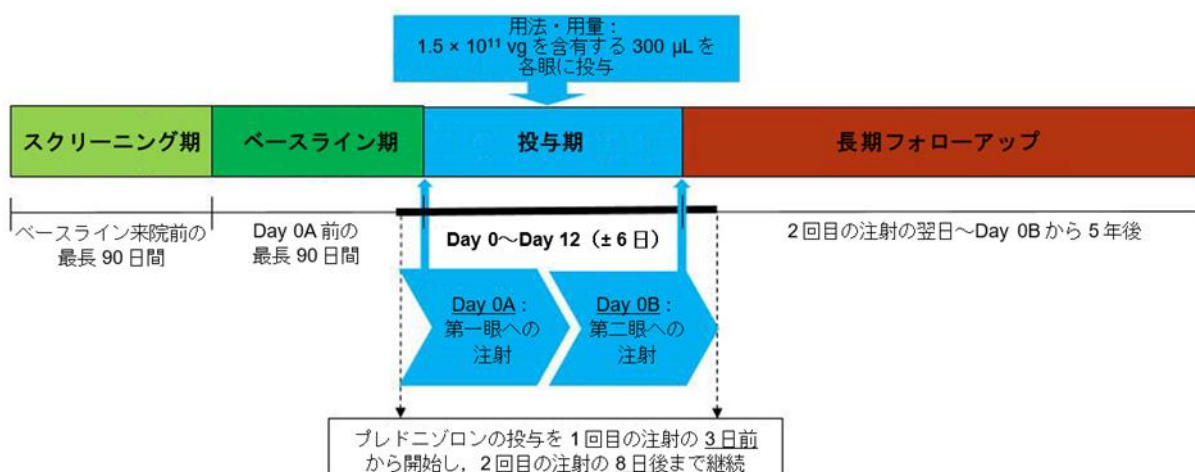 用法・用量：
1.5 × 10¹¹ vg を含有する 300 µL を
各眼に投与
スクリーニング期
ベースライン期
投与期
長期フォローアップ
ベースライン来院前の
最長 90 日間
Day 0A 前の
最長 90 日間
Day 0～Day 12（± 6 日）
2 回目の注射の翌日～Day 0B から 5 年後
Day 0A：
第一眼への
注射
Day 0B：
第二眼への
注射
プレドニゾロンの投与を 1 回目の注射の 3 日前
から開始し，2 回目の注射の 8 日後まで継続